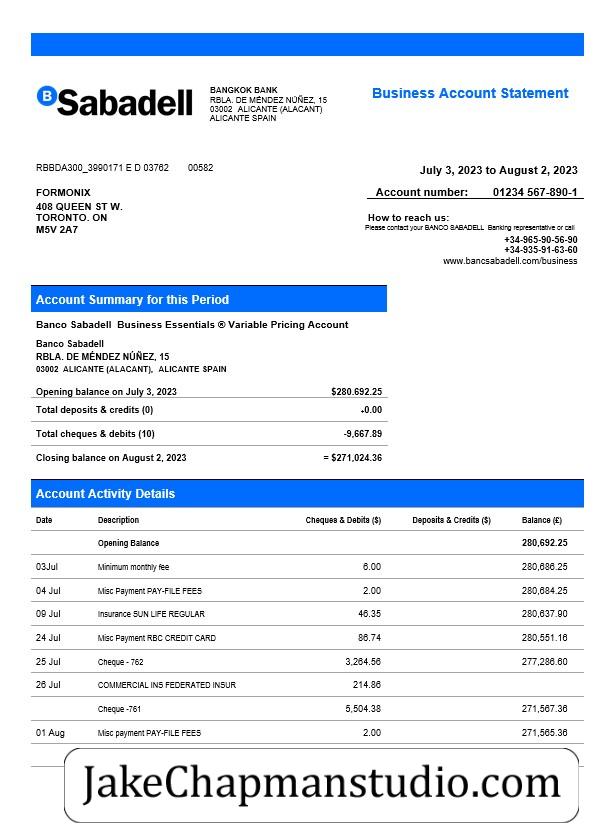 B Sabadell
BANGKOK BANK
RBLA. DE MÉNDEZ NÚÑEZ, 15
03002 ALICANTE (ALACANT)
ALICANTE SPAIN
Business Account Statement
RBBDA300_3990171 E D 03762 00582
July 3, 2023 to August 2, 2023
Account number: 01234 567-890-1
FORMONIX
408 QUEEN ST W.
TORONTO. ON
M5V 2A7
How to reach us:
Please contact your BANCO SABADELL Banking representative or call
+34-965-90-56-90
+34-935-91-63-60
www.bancsabadell.com/business
Account Summary for this Period
Banco Sabadell Business Essentials ® Variable Pricing Account
Banco Sabadell
RBLA. DE MÉNDEZ NÚÑEZ, 15
03002 ALICANTE (ALACANT), ALICANTE SPAIN
Opening balance on July 3, 2023 $280.692.25
Total deposits & credits (0) +0.00
Total cheques & debits (10) -9,667.89
Closing balance on August 2, 2023 = $271,024.36
Account Activity Details
Date Description Cheques & Debits ($) Deposits & Credits ($) Balance (£)
Opening Balance 280,692.25
03Jul Minimum monthly fee 6.00 280,686.25
04 Jul Misc Payment PAY-FILE FEES 2.00 280,684.25
09 Jul Insurance SUN LIFE REGULAR 46.35 280,637.90
24 Jul Misc Payment RBC CREDIT CARD 86.74 280,551.16
25 Jul Cheque - 762 3,264.56 277,286.60
26 Jul COMMERCIAL INS FEDERATED INSUR 214.86
Cheque -761 5,504.38 271,567.36
01 Aug Misc payment PAY-FILE FEES 2.00 271,565.36
JakeChapmanstudio.com